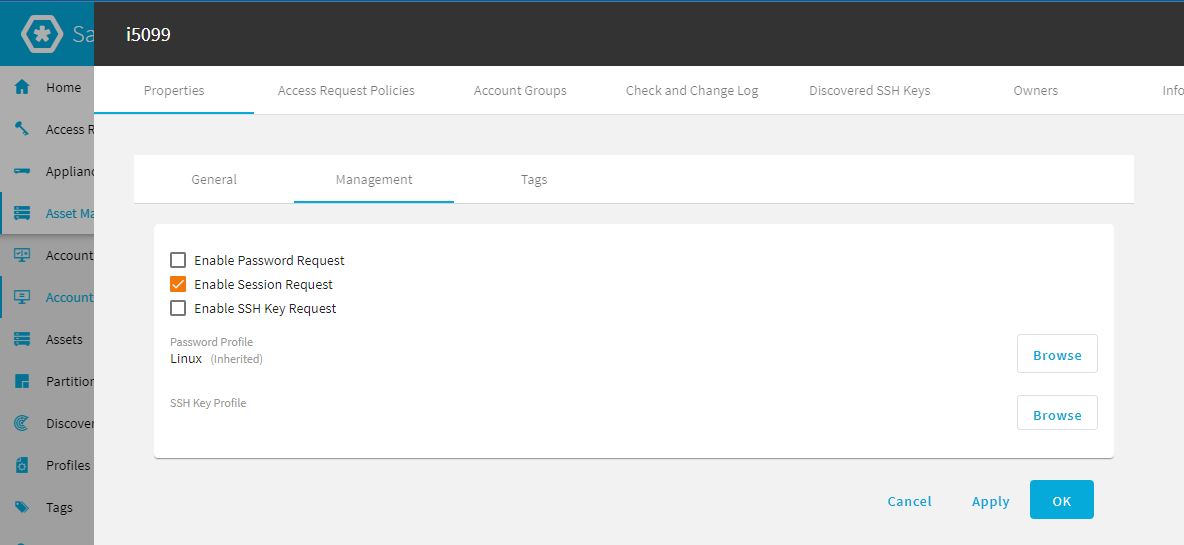 Sa
i5099
Home
Access R
Applianc
Asset Ma
Account
Account
Assets
Partition
Discover
Profiles
Tags
Properties
Access Request Policies
Account Groups
Check and Change Log
Discovered SSH Keys
Owners
Info
General
Management
Tags
Enable Password Request
Enable Session Request
Enable SSH Key Request
Password Profile
Linux (Inherited)
Browse
SSH Key Profile
Browse
Cancel
Apply
OK